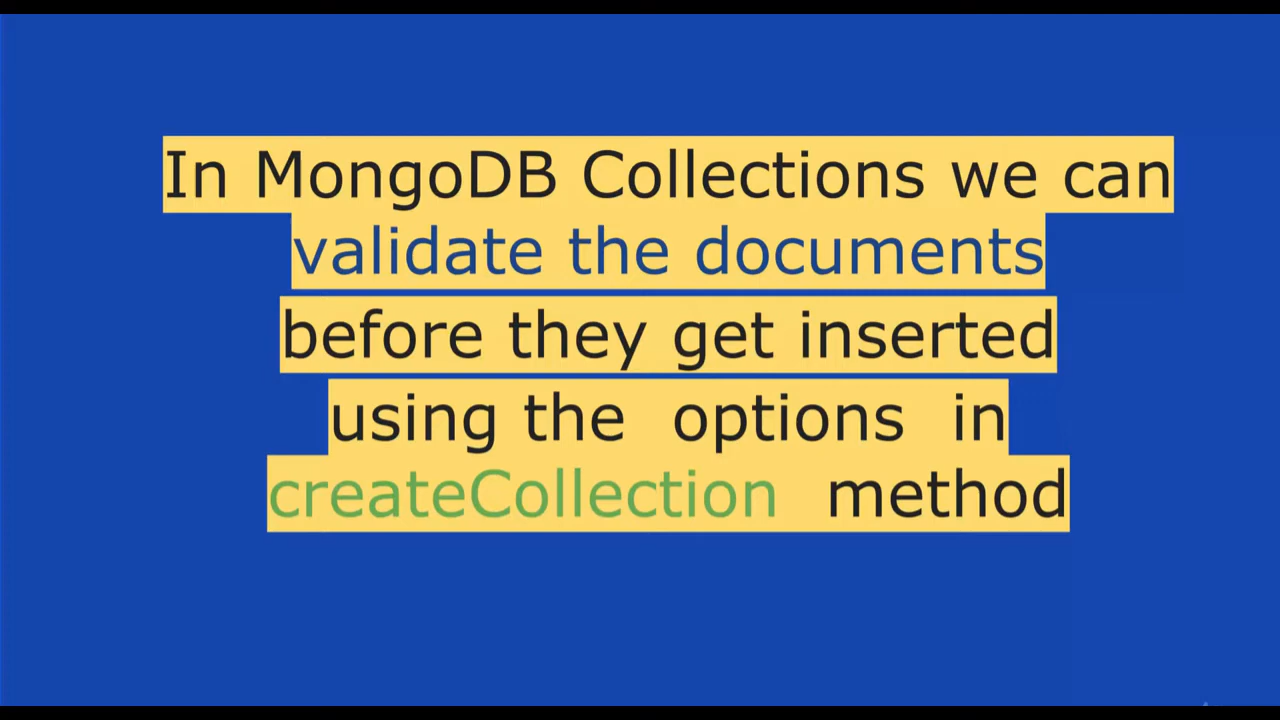 In MongoDB Collections we can
validate the documents
before they get inserted
using the options in
createCollection method